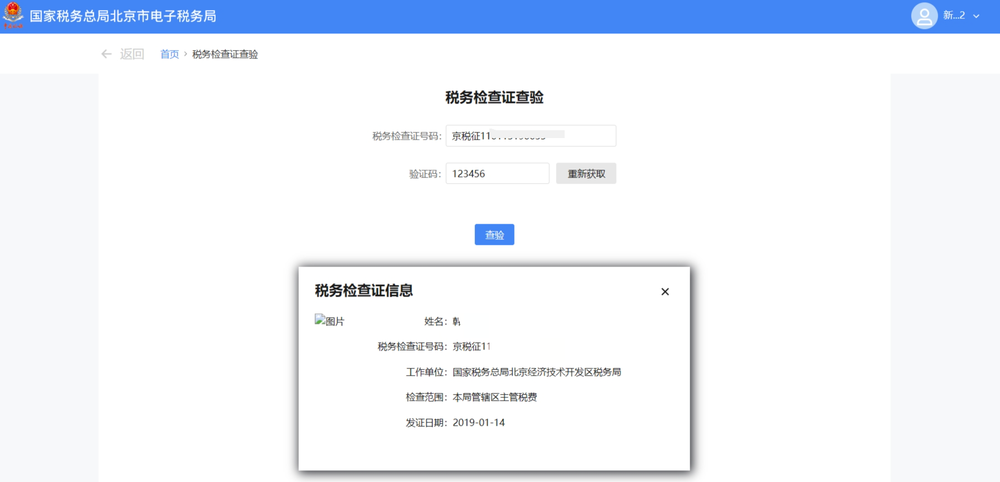 国家税务总局北京市电子税务局
新...2
返回 首页 > 税务检查证查验
税务检查证查验
税务检查证号码: 京税征11
验证码: 123456 重新获取
查验
税务检查证信息
图片
姓名: 韩
税务检查证号码: 京税征11
工作单位: 国家税务总局北京经济技术开发区税务局
检查范围: 本局管辖区主管税费
发证日期: 2019-01-14